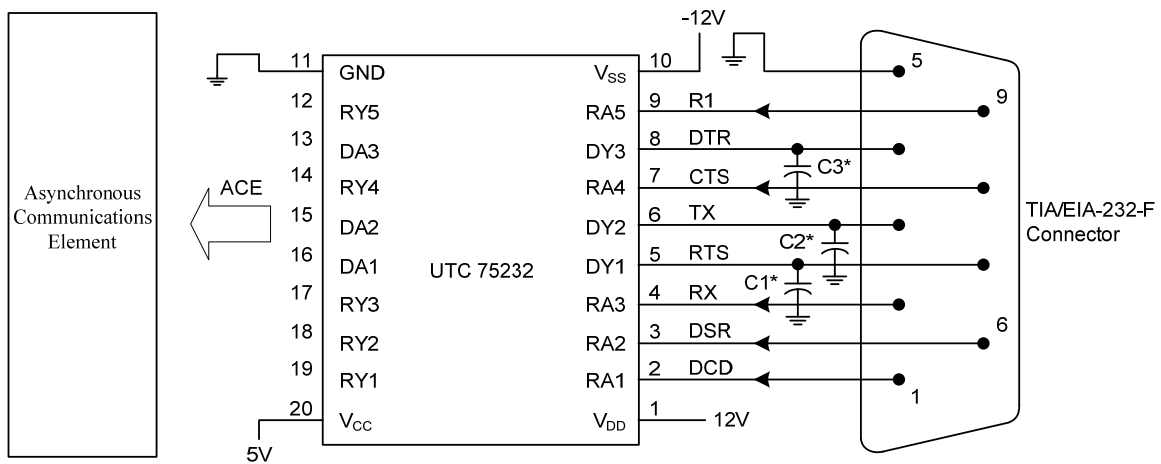 -12V
11 GND VSS 10 5
12 RY5 RA5 9 R1 9
13 DA3 DY3 8 DTR
C3*
14 RY4 RA4 7 CTS
ACE
Asynchronous
Communications
Element
15 DA2 DY2 6 TX
TIA/EIA-232-F
Connector
C2*
16 DA1 UTC 75232 DY1 5 RTS
C1*
17 RY3 RA3 4 RX
18 RY2 RA2 3 DSR 6
19 RY1 RA1 2 DCD 1
20 VCC VDD 1 12V
5V